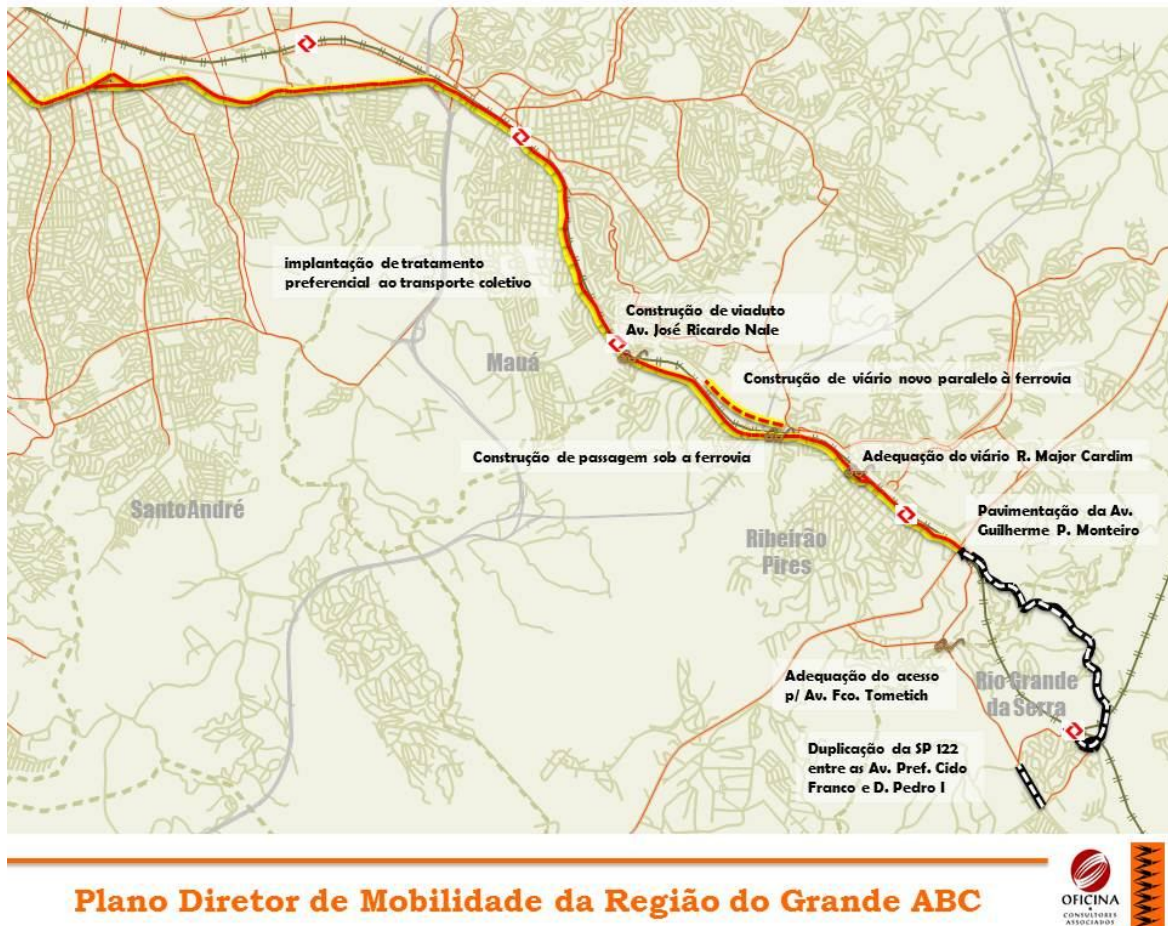 implantação de tratamento
preferencial ao transporte coletivo
Construção de viaduto
Av. José Ricardo Nale
Mauá
Construção de viário novo paralelo à ferrovia
Construção de passagem sob a ferrovia
Adequação do viário R. Major Cardim
Santo André
Pavimentação da Av.
Guilherme P. Monteiro
Ribeirão
Pires
Adequação do acesso
p/ Av. Fco. Tometich
Rio Grande
da Serra
Duplicação da SP 122
entre as Av. Pref. Cido
Franco e D. Pedro I
Plano Diretor de Mobilidade da Região do Grande ABC
OFICINA
CONSULTORES
ASSOCIADOS